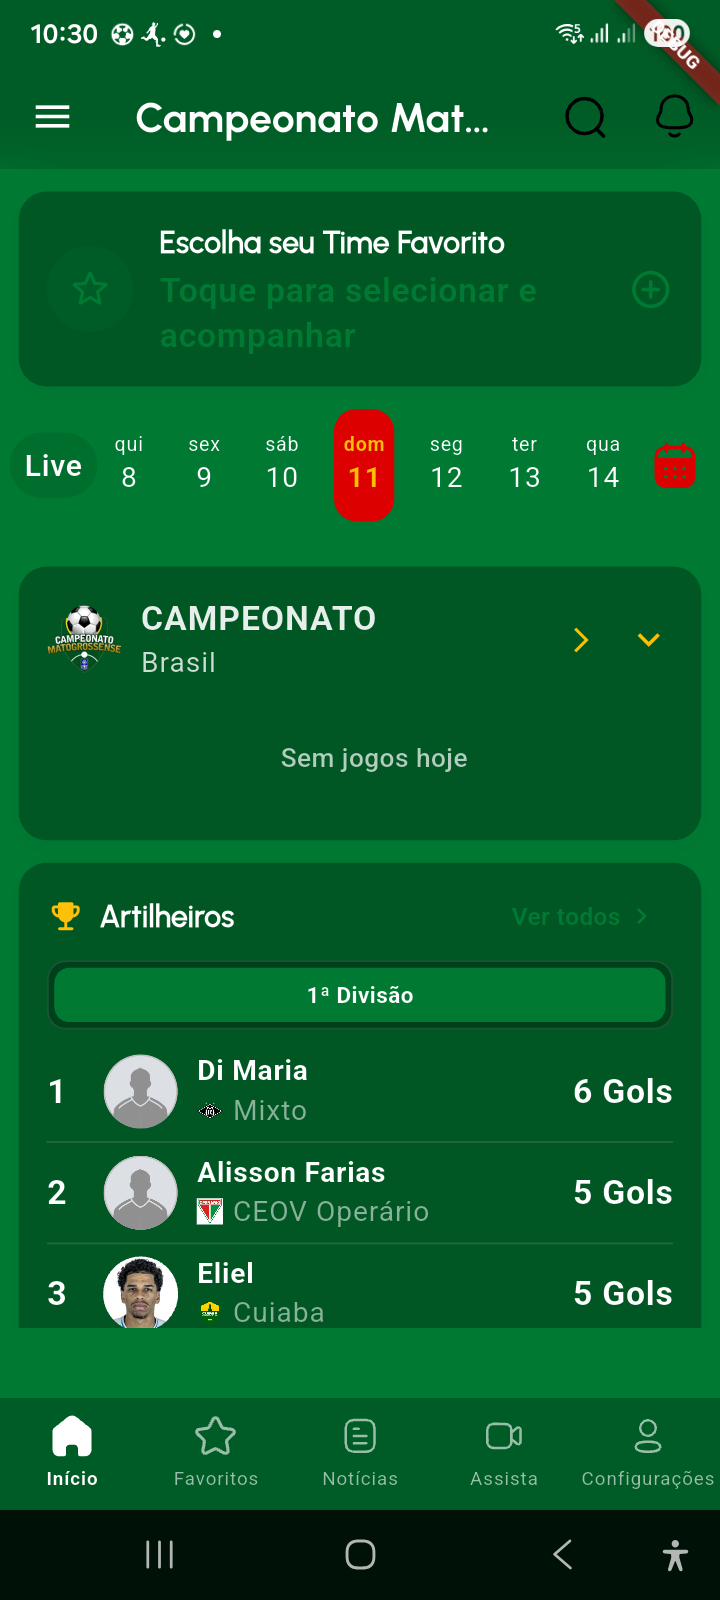 10:30
Campeonato Mat...
Escolha seu Time Favorito
Toque para selecionar e
acompanhar
Live
qui
8
sex
9
sáb
10
dom
11
seg
12
ter
13
qua
14
CAMPEONATO
MATOGROSSENSE
CAMPEONATO
Brasil
Sem jogos hoje
Artilheiros
Ver todos
1ª Divisão
1
Di Maria
Mixto
6 Gols
2
Alisson Farias
CEOV Operário
5 Gols
3
Eliel
Cuiaba
5 Gols
Início
Favoritos
Notícias
Assista
Configurações